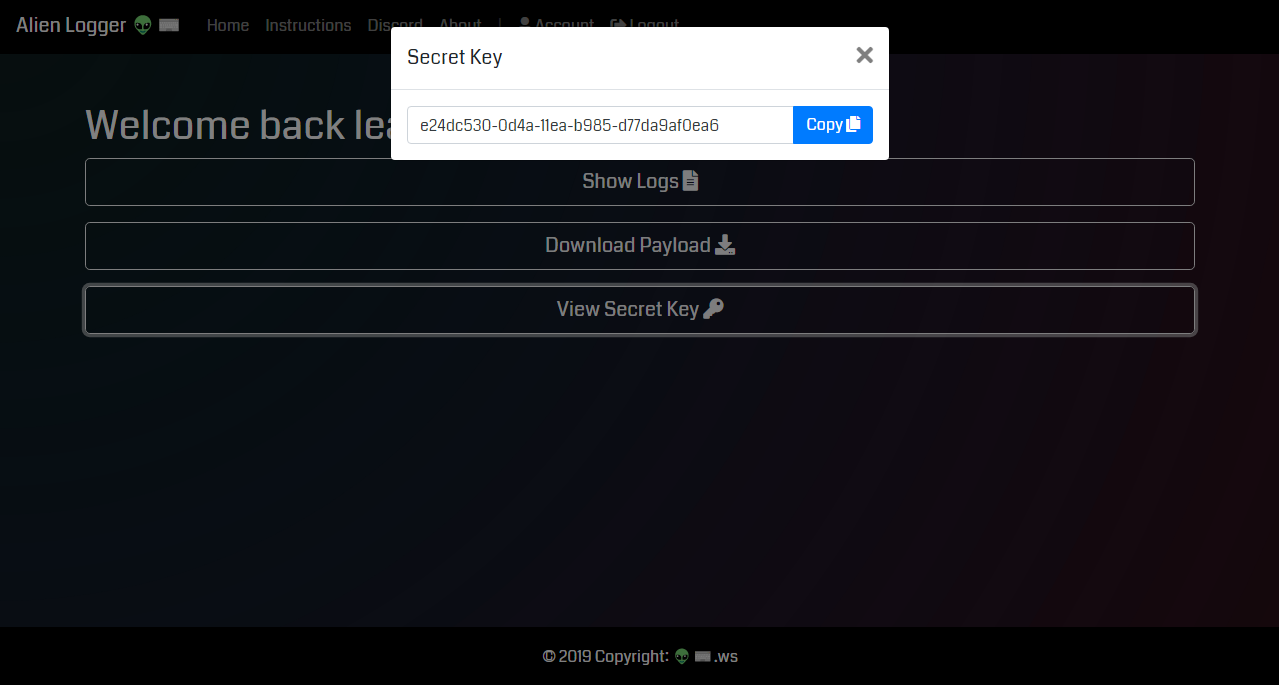 Alien Logger 👽 ⌨ Home Instructions Discord About | Account Logout
Secret Key
e24dc530-0d4a-11ea-b985-d77da9af0ea6 Copy
Welcome back
Show Logs
Download Payload
View Secret Key
© 2019 Copyright: 👽 ⌨.ws